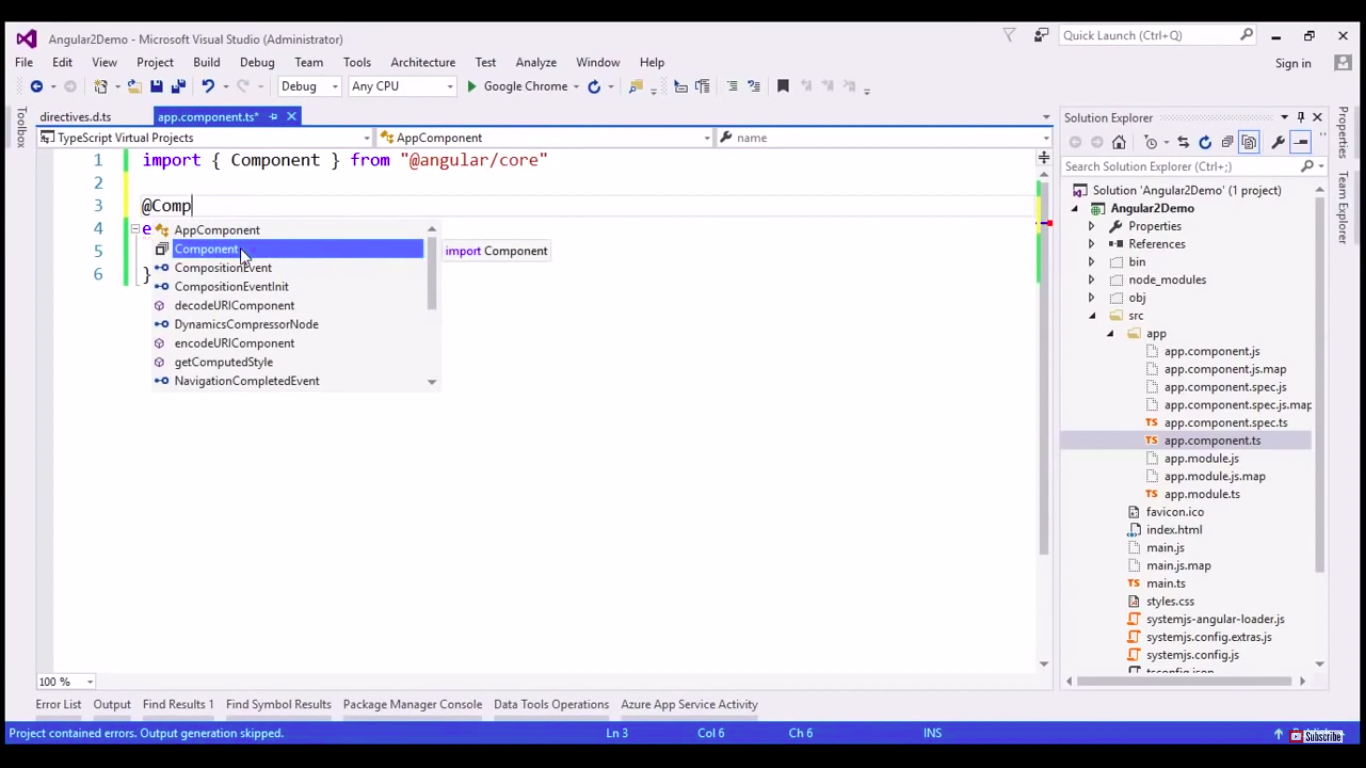 Angular2Demo - Microsoft Visual Studio (Administrator)
Quick Launch (Ctrl+Q)
File Edit View Project Build Debug Team Tools Architecture Test Analyze Window Help
Sign in
Debug Any CPU Google Chrome
Toolbox
directives.d.ts app.component.ts*
TypeScript Virtual Projects AppComponent name
1 import { Component } from "@angular/core"
2
3 @Comp
4 e
5
6 }
AppComponent
Component
CompositionEvent
CompositionEventInit
decodeURIComponent
DynamicsCompressorNode
encodeURIComponent
getComputedStyle
NavigationCompletedEvent
import Component
100 %
Solution Explorer
Search Solution Explorer (Ctrl+;)
Solution 'Angular2Demo' (1 project)
Angular2Demo
Properties
References
bin
node_modules
obj
src
app
app.component.js
app.component.js.map
app.component.spec.js
app.component.spec.js.map
app.component.spec.ts
app.component.ts
app.module.js
app.module.js.map
app.module.ts
favicon.ico
index.html
main.js
main.js.map
main.ts
styles.css
systemjs-angular-loader.js
systemjs.config.extras.js
systemjs.config.js
tsconfig.json
Properties
Team Explorer
Error List Output Find Results 1 Find Symbol Results Package Manager Console Data Tools Operations Azure App Service Activity
Project contained errors. Output generation skipped. Ln 3 Col 6 Ch 6 INS
Subscribe